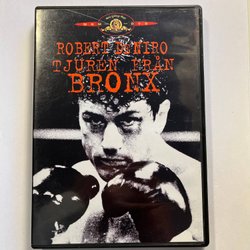 ROBERT DE NIRO
TJUREN FRÅN
BRONX